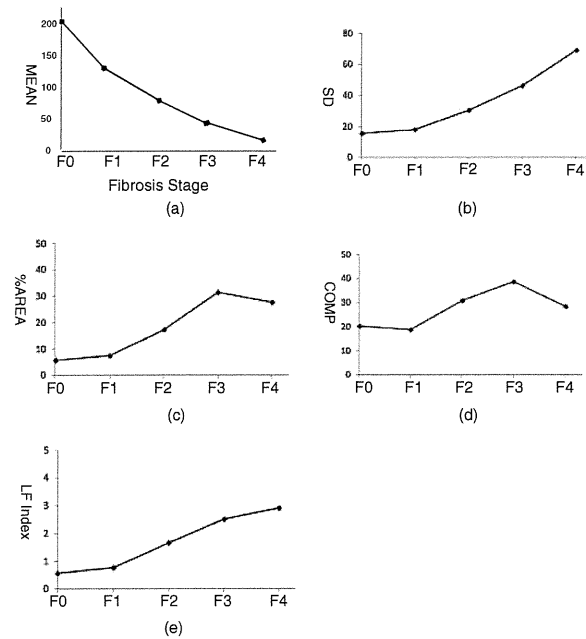 200
150
100
50
0
MEAN
F0 F1 F2 F3 F4
Fibrosis Stage
(a)
80
60
40
20
0
SD
F0 F1 F2 F3 F4
(b)
50
40
30
20
10
0
%AREA
F0 F1 F2 F3 F4
(c)
50
40
30
20
10
0
COMP
F0 F1 F2 F3 F4
(d)
5
4
3
2
1
0
LF Index
F0 F1 F2 F3 F4
(e)